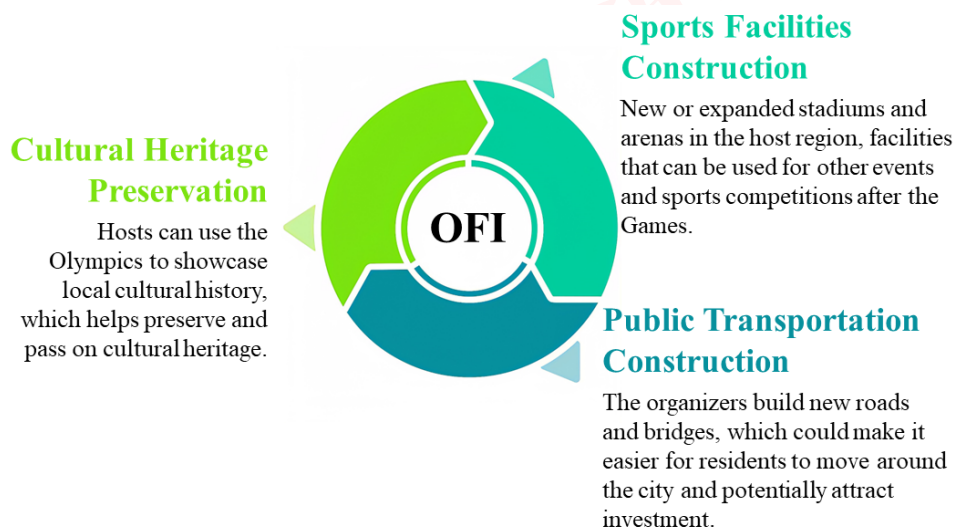 Sports Facilities
Construction
New or expanded stadiums and
arenas in the host region, facilities
that can be used for other events
and sports competitions after the
Games.
Cultural Heritage
Preservation
Hosts can use the
Olympics to showcase
local cultural history,
which helps preserve and
pass on cultural heritage.
OFI
Public Transportation
Construction
The organizers build new roads
and bridges, which could make it
easier for residents to move around
the city and potentially attract
investment.